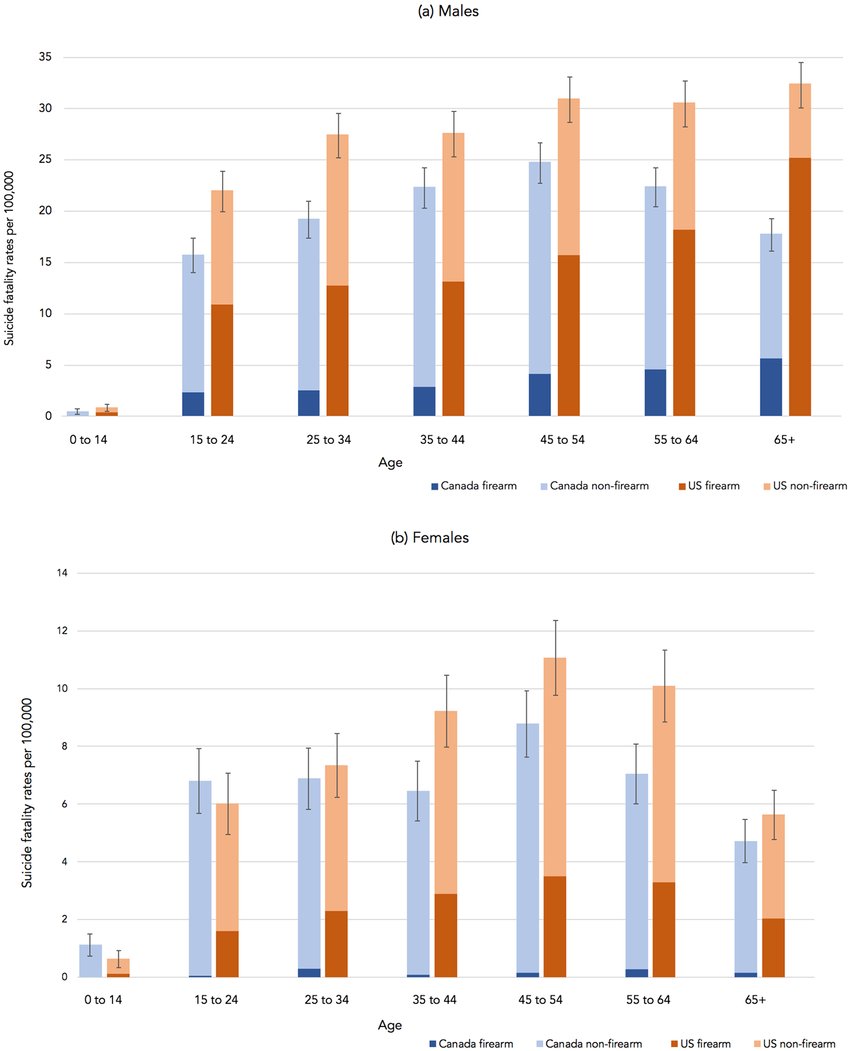 (a) Males
Suicide fatality rates per 100,000
35
30
25
20
15
10
5
0
0 to 14 15 to 24 25 to 34 35 to 44 45 to 54 55 to 64 65+
Age
Canada firearm Canada non-firearm US firearm US non-firearm
(b) Females
Suicide fatality rates per 100,000
14
12
10
8
6
4
2
0
0 to 14 15 to 24 25 to 34 35 to 44 45 to 54 55 to 64 65+
Age
Canada firearm Canada non-firearm US firearm US non-firearm